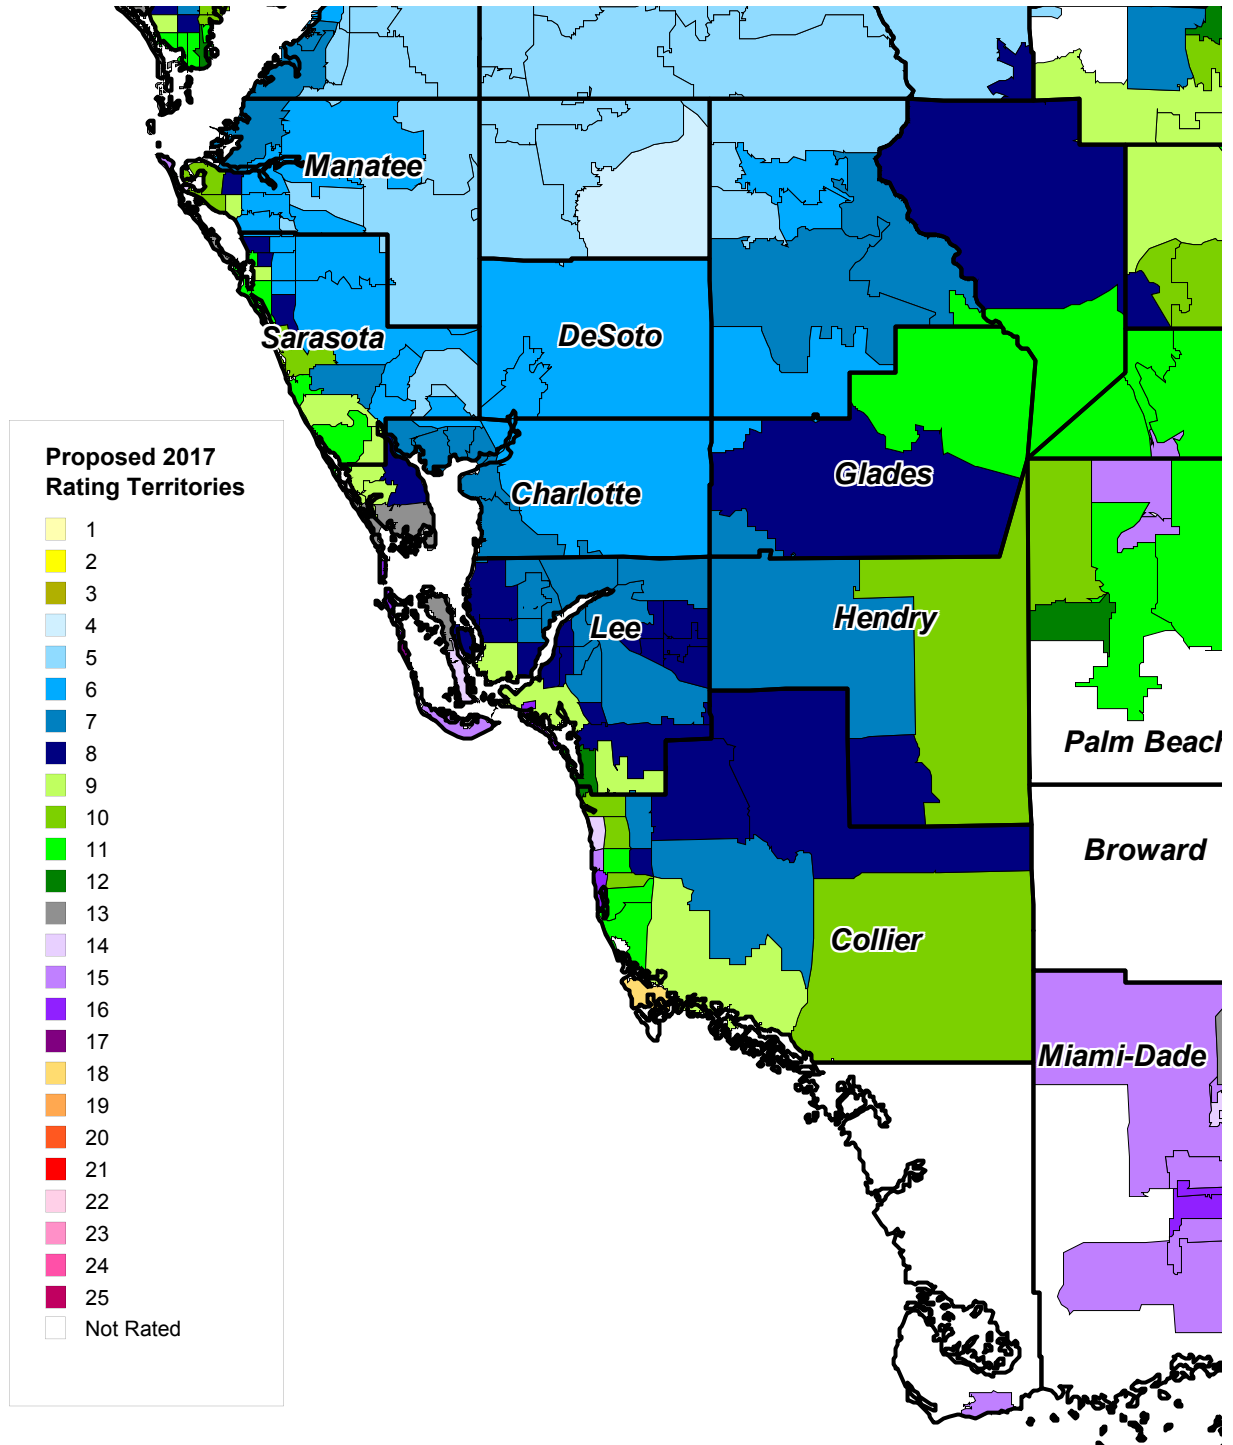 Manatee
Sarasota
DeSoto
Charlotte
Glades
Lee
Hendry
Palm Beach
Broward
Collier
Miami-Dade
Proposed 2017
Rating Territories
1
2
3
4
5
6
7
8
9
10
11
12
13
14
15
16
17
18
19
20
21
22
23
24
25
Not Rated